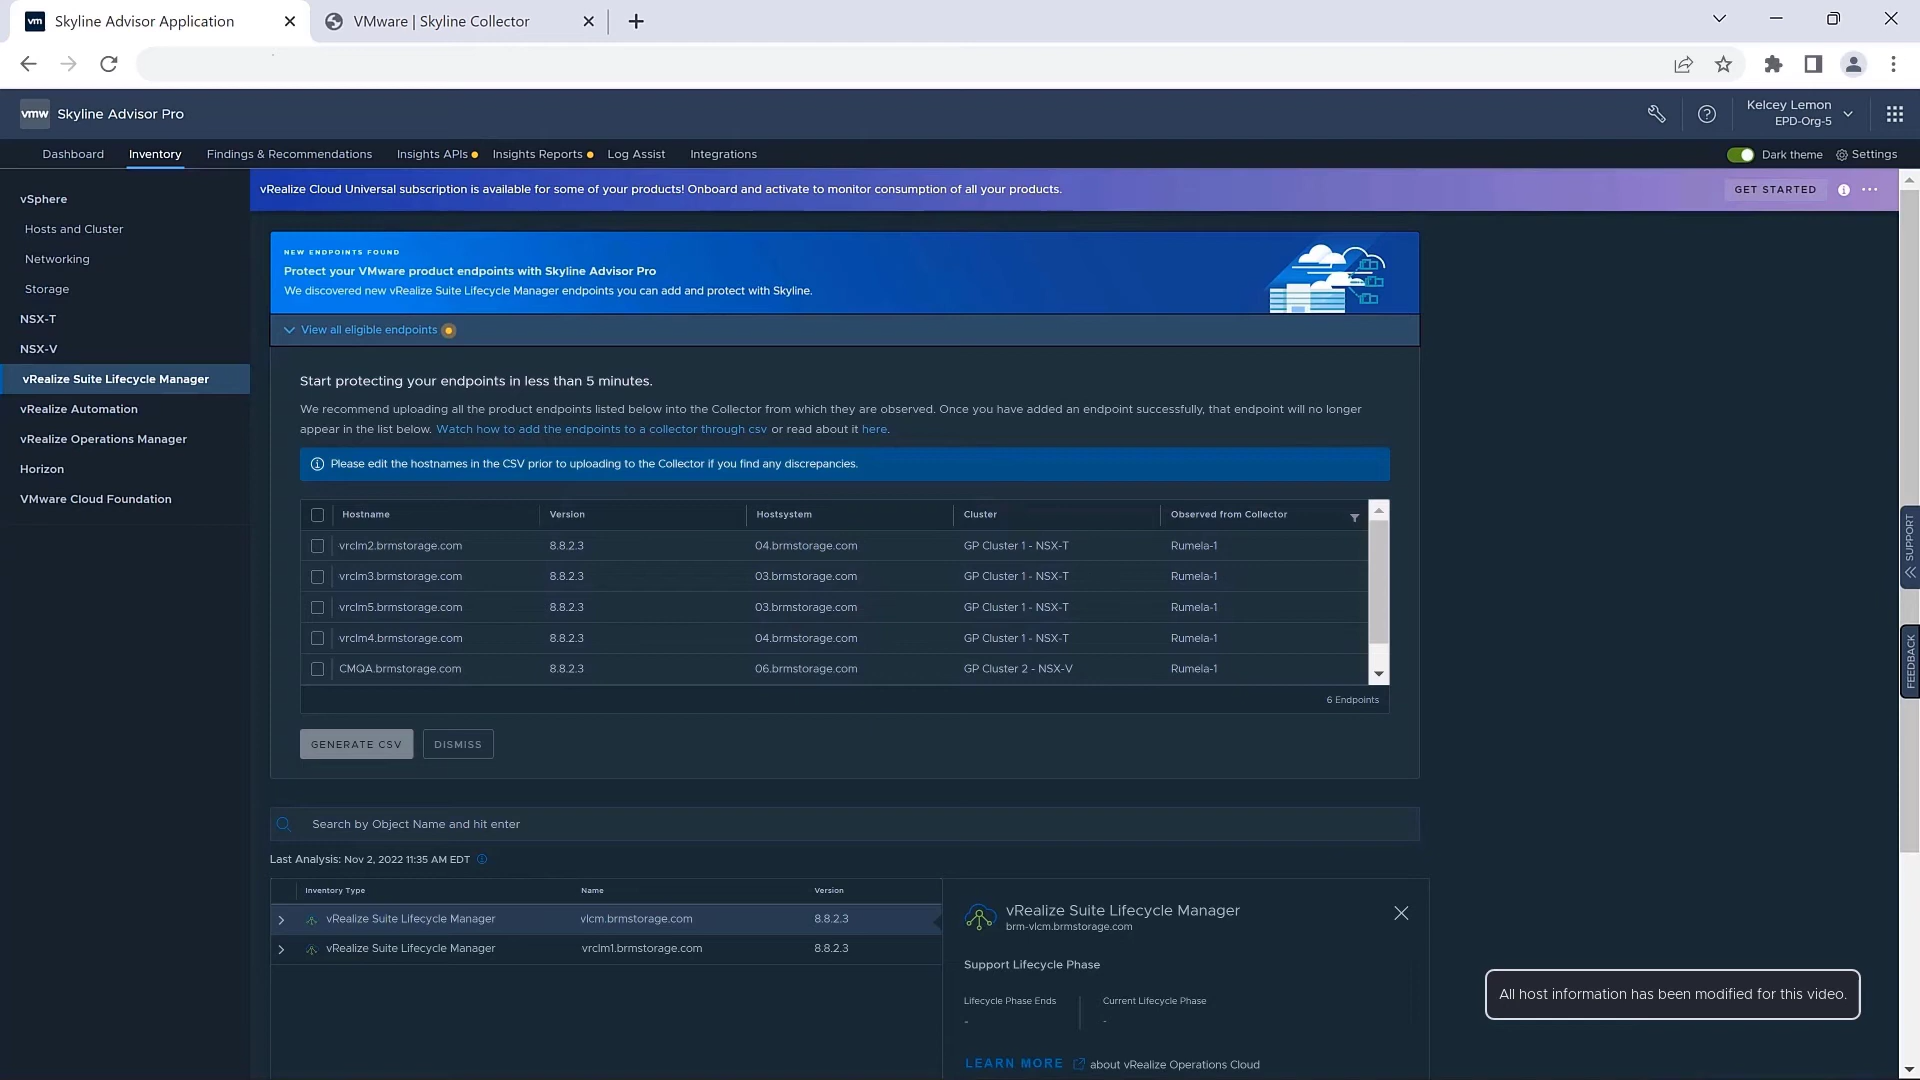 vm Skyline Advisor Application
VMware | Skyline Collector
vmw Skyline Advisor Pro
Kelcey Lemon
EPD-Org-5
Dashboard Inventory Findings & Recommendations Insights APIs Insights Reports Log Assist Integrations
Dark theme Settings
vSphere
Hosts and Cluster
Networking
Storage
NSX-T
NSX-V
vRealize Suite Lifecycle Manager
vRealize Automation
vRealize Operations Manager
Horizon
VMware Cloud Foundation
vRealize Cloud Universal subscription is available for some of your products! Onboard and activate to monitor consumption of all your products.
GET STARTED
NEW ENDPOINTS FOUND
Protect your VMware product endpoints with Skyline Advisor Pro
We discovered new vRealize Suite Lifecycle Manager endpoints you can add and protect with Skyline.
View all eligible endpoints
Start protecting your endpoints in less than 5 minutes.
We recommend uploading all the product endpoints listed below into the Collector from which they are observed. Once you have added an endpoint successfully, that endpoint will no longer
appear in the list below. Watch how to add the endpoints to a collector through csv or read about it here.
Please edit the hostnames in the CSV prior to uploading to the Collector if you find any discrepancies.
Hostname Version Hostsystem Cluster Observed from Collector
vrclm2.brmstorage.com 8.8.2.3 04.brmstorage.com GP Cluster 1 - NSX-T Rumela-1
vrclm3.brmstorage.com 8.8.2.3 03.brmstorage.com GP Cluster 1 - NSX-T Rumela-1
vrclm5.brmstorage.com 8.8.2.3 03.brmstorage.com GP Cluster 1 - NSX-T Rumela-1
vrclm4.brmstorage.com 8.8.2.3 04.brmstorage.com GP Cluster 1 - NSX-T Rumela-1
CMQA.brmstorage.com 8.8.2.3 06.brmstorage.com GP Cluster 2 - NSX-V Rumela-1
6 Endpoints
GENERATE CSV DISMISS
Search by Object Name and hit enter
Last Analysis: Nov 2, 2022 11:35 AM EDT
Inventory Type Name Version
vRealize Suite Lifecycle Manager vlcm.brmstorage.com 8.8.2.3
vRealize Suite Lifecycle Manager vrclm1.brmstorage.com 8.8.2.3
vRealize Suite Lifecycle Manager
brm-vlcm.brmstorage.com
Support Lifecycle Phase
Lifecycle Phase Ends Current Lifecycle Phase
- -
LEARN MORE about vRealize Operations Cloud
SUPPORT
FEEDBACK
All host information has been modified for this video.